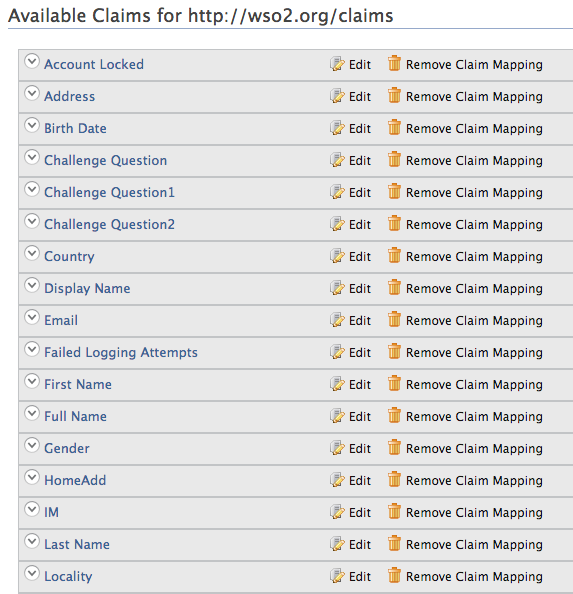 Available Claims for http://wso2.org/claims
Account Locked Edit Remove Claim Mapping
Address Edit Remove Claim Mapping
Birth Date Edit Remove Claim Mapping
Challenge Question Edit Remove Claim Mapping
Challenge Question1 Edit Remove Claim Mapping
Challenge Question2 Edit Remove Claim Mapping
Country Edit Remove Claim Mapping
Display Name Edit Remove Claim Mapping
Email Edit Remove Claim Mapping
Failed Logging Attempts Edit Remove Claim Mapping
First Name Edit Remove Claim Mapping
Full Name Edit Remove Claim Mapping
Gender Edit Remove Claim Mapping
HomeAdd Edit Remove Claim Mapping
IM Edit Remove Claim Mapping
Last Name Edit Remove Claim Mapping
Locality Edit Remove Claim Mapping